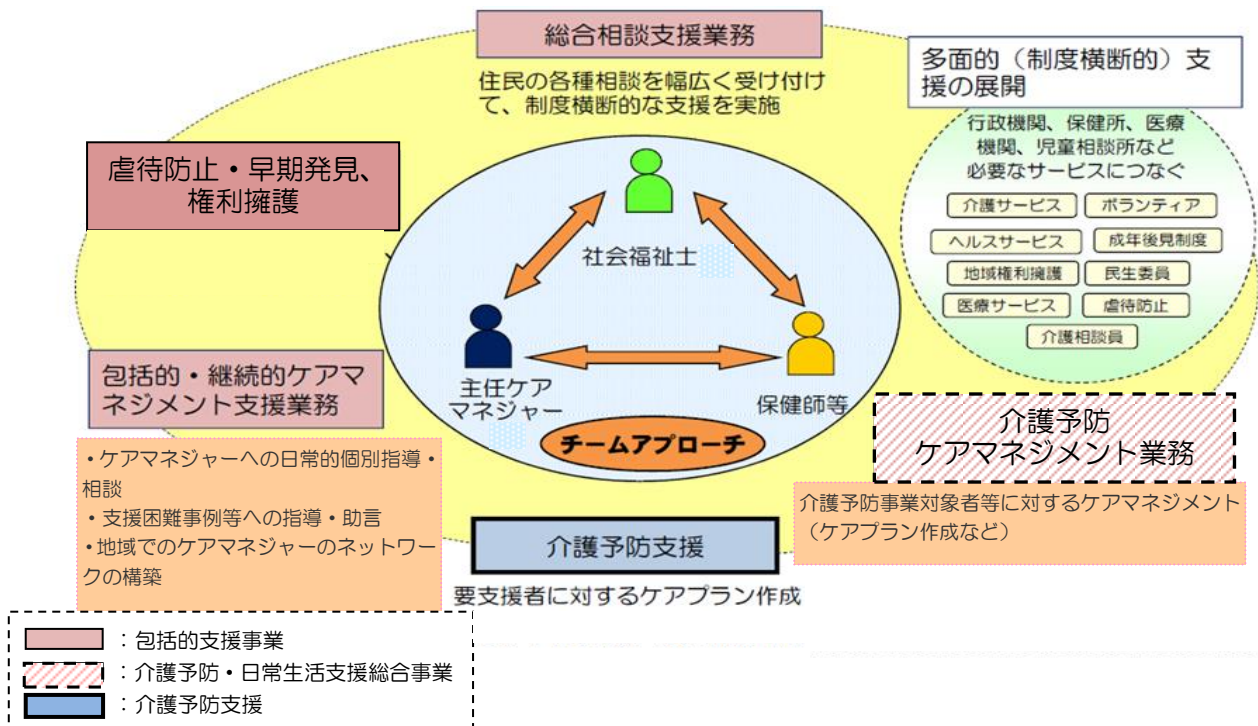 総合相談支援業務
住民の各種相談を幅広く受け付け
て、制度横断的な支援を実施
多面的（制度横断的）支
援の展開
行政機関、保健所、医療
機関、児童相談所など
必要なサービスにつなぐ
介護サービス
ボランティア
ヘルスサービス
成年後見制度
地域権利擁護
民生委員
医療サービス
虐待防止
介護相談員
虐待防止・早期発見、
権利擁護
社会福祉士
主任ケア
マネジャー
保健師等
チームアプローチ
包括的・継続的ケアマ
ネジメント支援業務
・ケアマネジャーへの日常的個別指導・
相談
・支援困難事例等への指導・助言
・地域でのケアマネジャーのネットワー
クの構築
介護予防
ケアマネジメント業務
介護予防事業対象者等に対するケアマネジメント
（ケアプラン作成など）
介護予防支援
要支援者に対するケアプラン作成
：包括的支援事業
：介護予防・日常生活支援総合事業
：介護予防支援